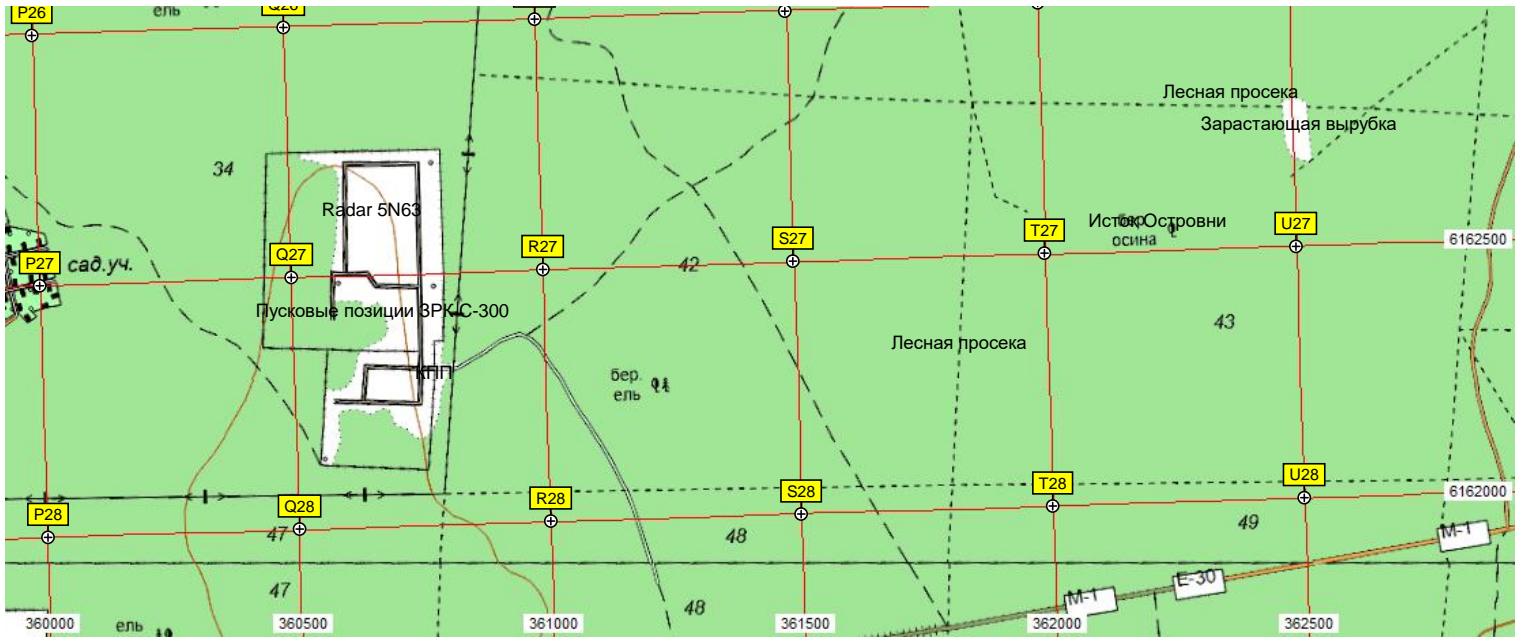 P26
Q26
ель
Лесная просека
Зарастающая вырубка
34
Radar 5N63
бер.
осина
Исток Островни
P27
сад.уч.
Q27
R27
S27
T27
U27
6162500
42
Пусковые позиции ЗРК С-300
43
Лесная просека
КПП
бер.
ель
P28
Q28
R28
S28
T28
U28
6162000
47
48
49
М-1
Е-30
М-1
47
48
ель
360000
360500
361000
361500
362000
362500